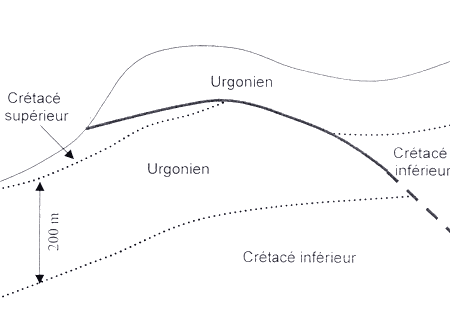 Urgonien
Crétacé
supérieur
Crétacé
inférieur
Urgonien
200 m
Crétacé inférieur